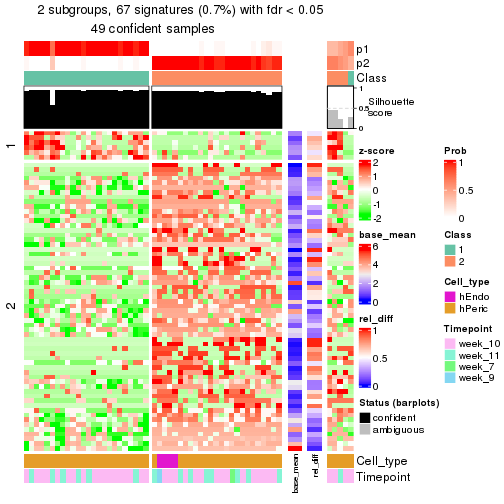 2 subgroups, 67 signatures (0.7%) with fdr < 0.05
49 confident samples
p1
p2
Class
1
0.5
0
Silhouette
score
1
2
z-score
2
1
0
-1
-2
base_mean
6
4
2
0
rel_diff
1
0.5
0
Status (barplots)
confident
ambiguous
Prob
1
0.5
0
Class
1
2
Cell_type
hEndo
hPeric
Timepoint
week_10
week_11
week_7
week_9
Cell_type
Timepoint
base_mean
rel_diff